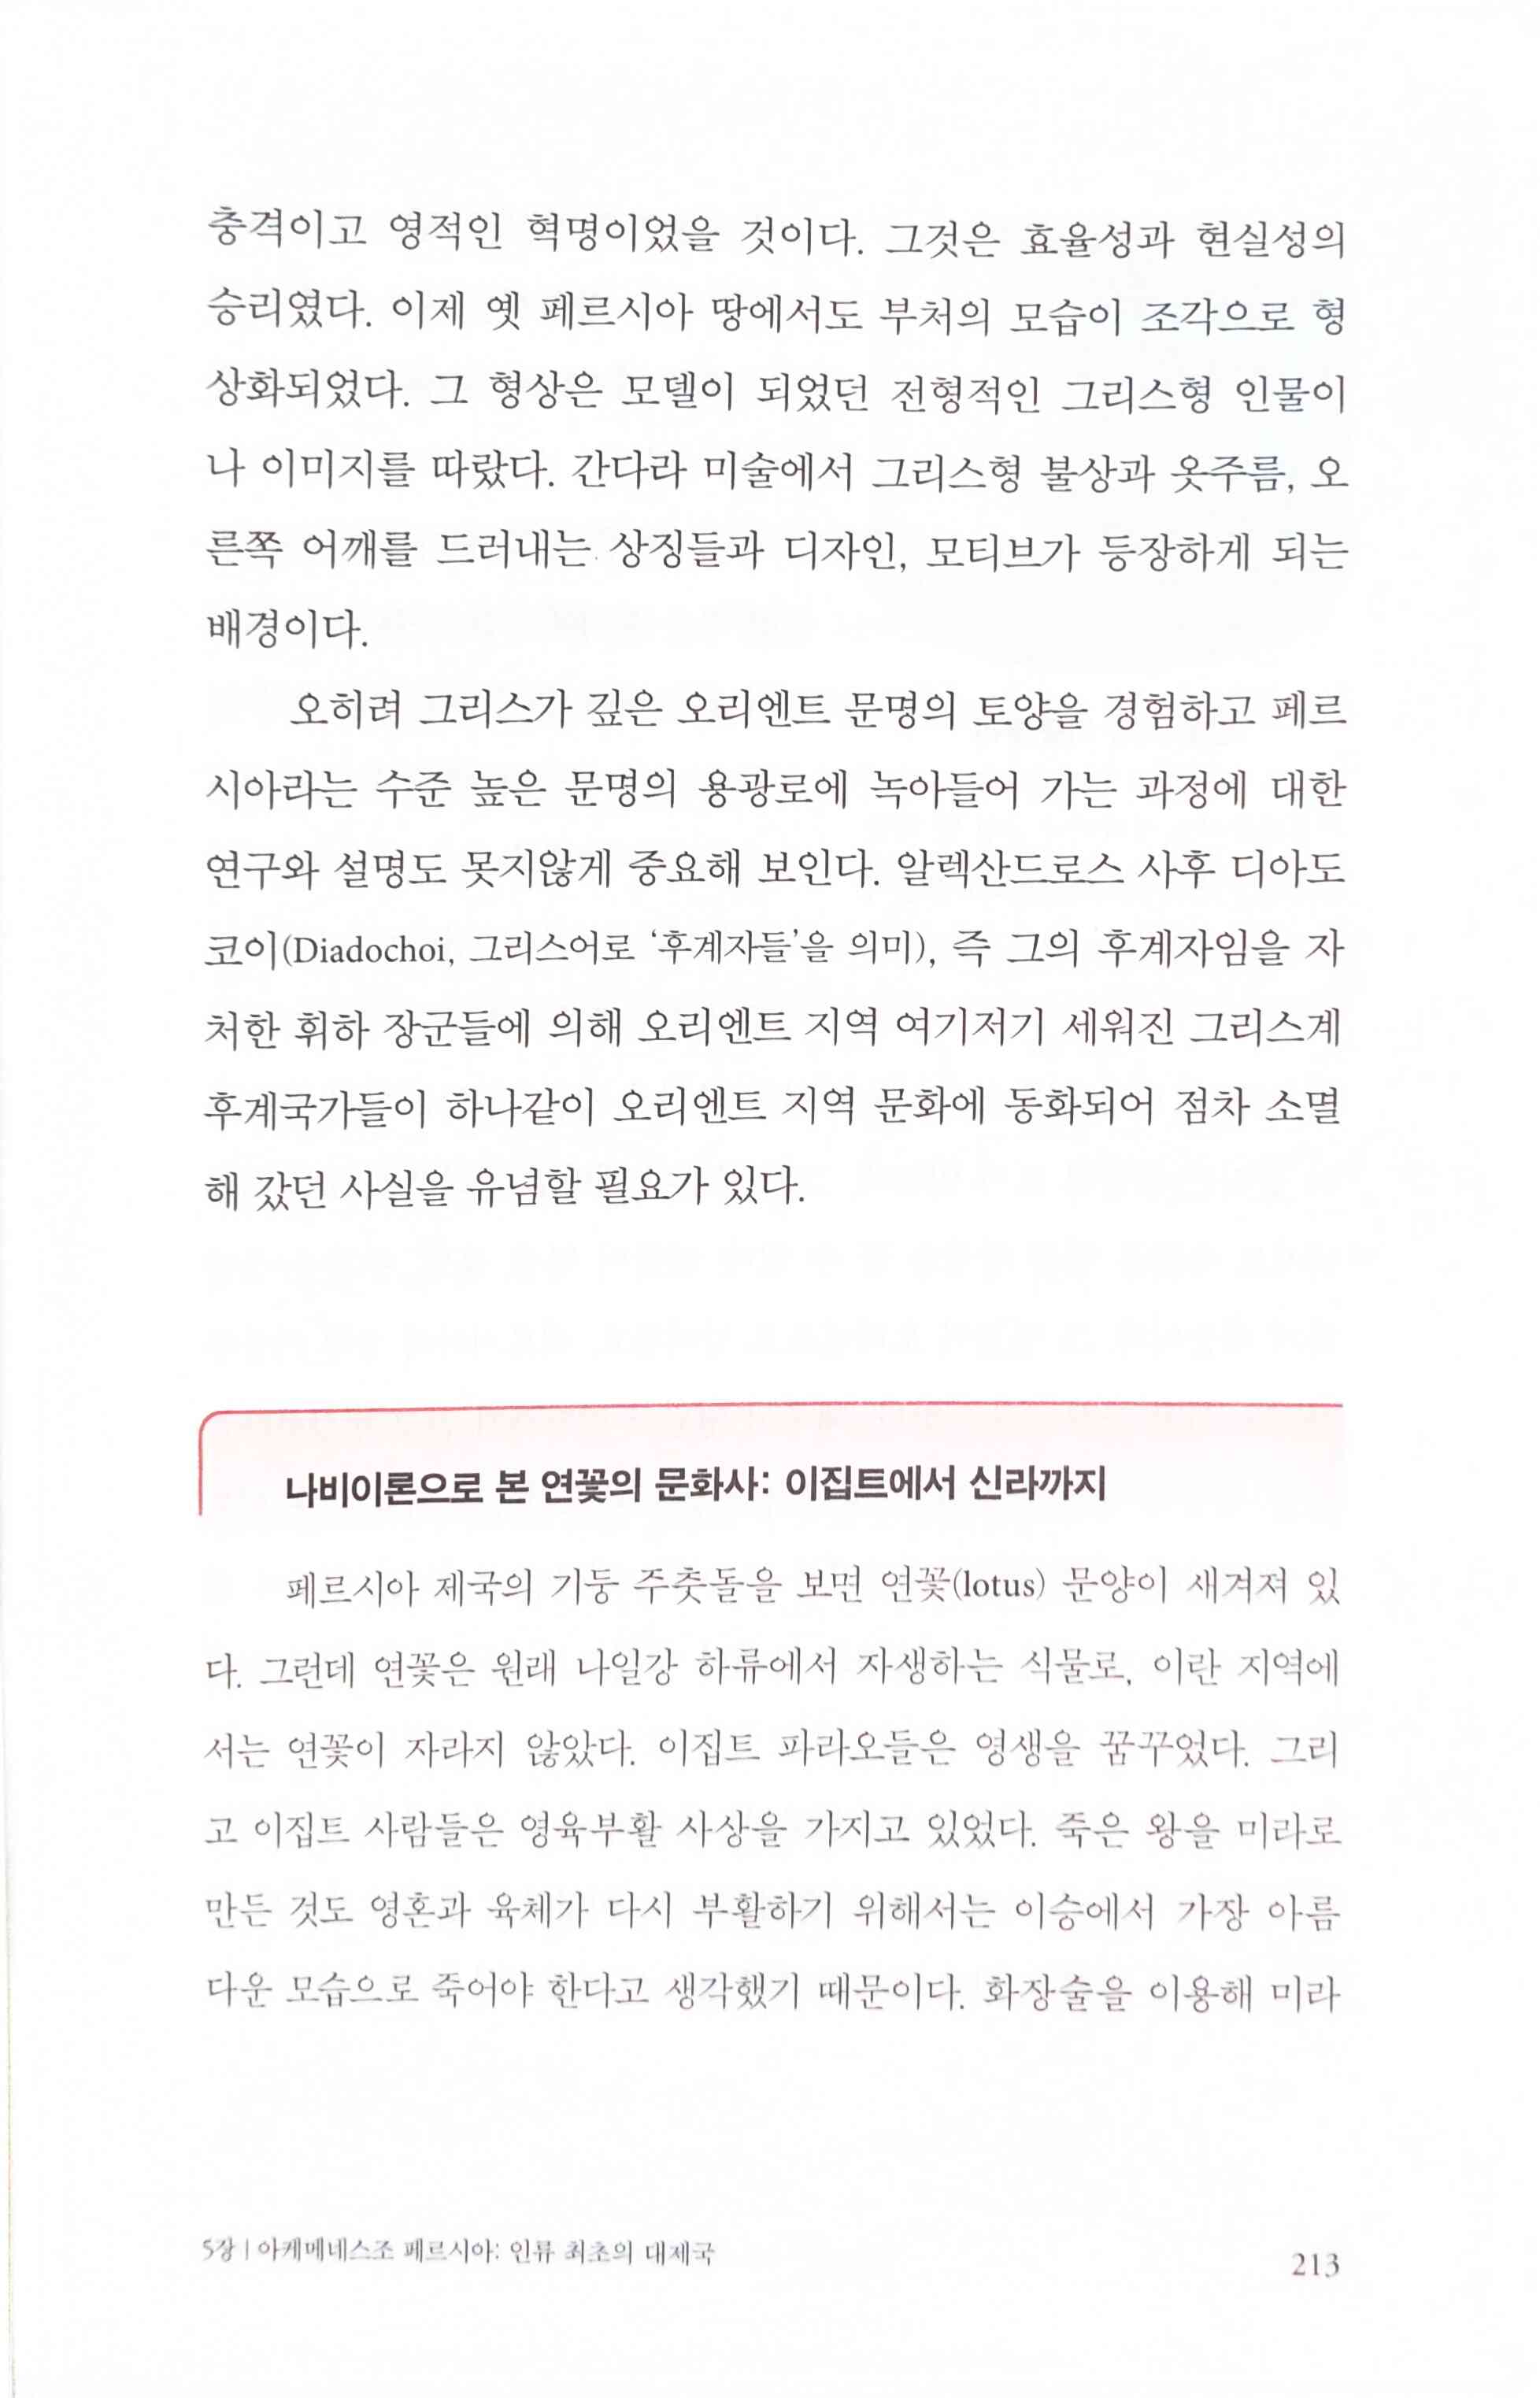 충격이고 영적인 혁명이었을 것이다. 그것은 효율성과 현실성의
승리였다. 이제 옛 페르시아 땅에서도 부처의 모습이 조각으로 형
상화되었다. 그 형상은 모델이 되었던 전형적인 그리스형 인물이
나 이미지를 따랐다. 간다라 미술에서 그리스형 불상과 옷주름, 오
른쪽 어깨를 드러내는 상징들과 디자인, 모티브가 등장하게 되는
배경이다.
오히려 그리스가 깊은 오리엔트 문명의 토양을 경험하고 페르
시아라는 수준 높은 문명의 용광로에 녹아들어 가는 과정에 대한
연구와 설명도 못지않게 중요해 보인다. 알렉산드로스 사후 디아도
코이(Diadochoi, 그리스어로 ‘후계자들’을 의미), 즉 그의 후계자임을 자
처한 휘하 장군들에 의해 오리엔트 지역 여기저기 세워진 그리스계
후계국가들이 하나같이 오리엔트 지역 문화에 동화되어 점차 소멸
해 갔던 사실을 유념할 필요가 있다.
나비이론으로 본 연꽃의 문화사: 이집트에서 신라까지
페르시아 제국의 기둥 주춧돌을 보면 연꽃(lotus) 문양이 새겨져 있
다. 그런데 연꽃은 원래 나일강 하류에서 자생하는 식물로, 이란 지역에
서는 연꽃이 자라지 않았다. 이집트 파라오들은 영생을 꿈꾸었다. 그리
고 이집트 사람들은 영육부활 사상을 가지고 있었다. 죽은 왕을 미라로
만든 것도 영혼과 육체가 다시 부활하기 위해서는 이승에서 가장 아름
다운 모습으로 죽어야 한다고 생각했기 때문이다. 화장술을 이용해 미라
5장 | 아케메네스조 페르시아: 인류 최초의 대제국
213